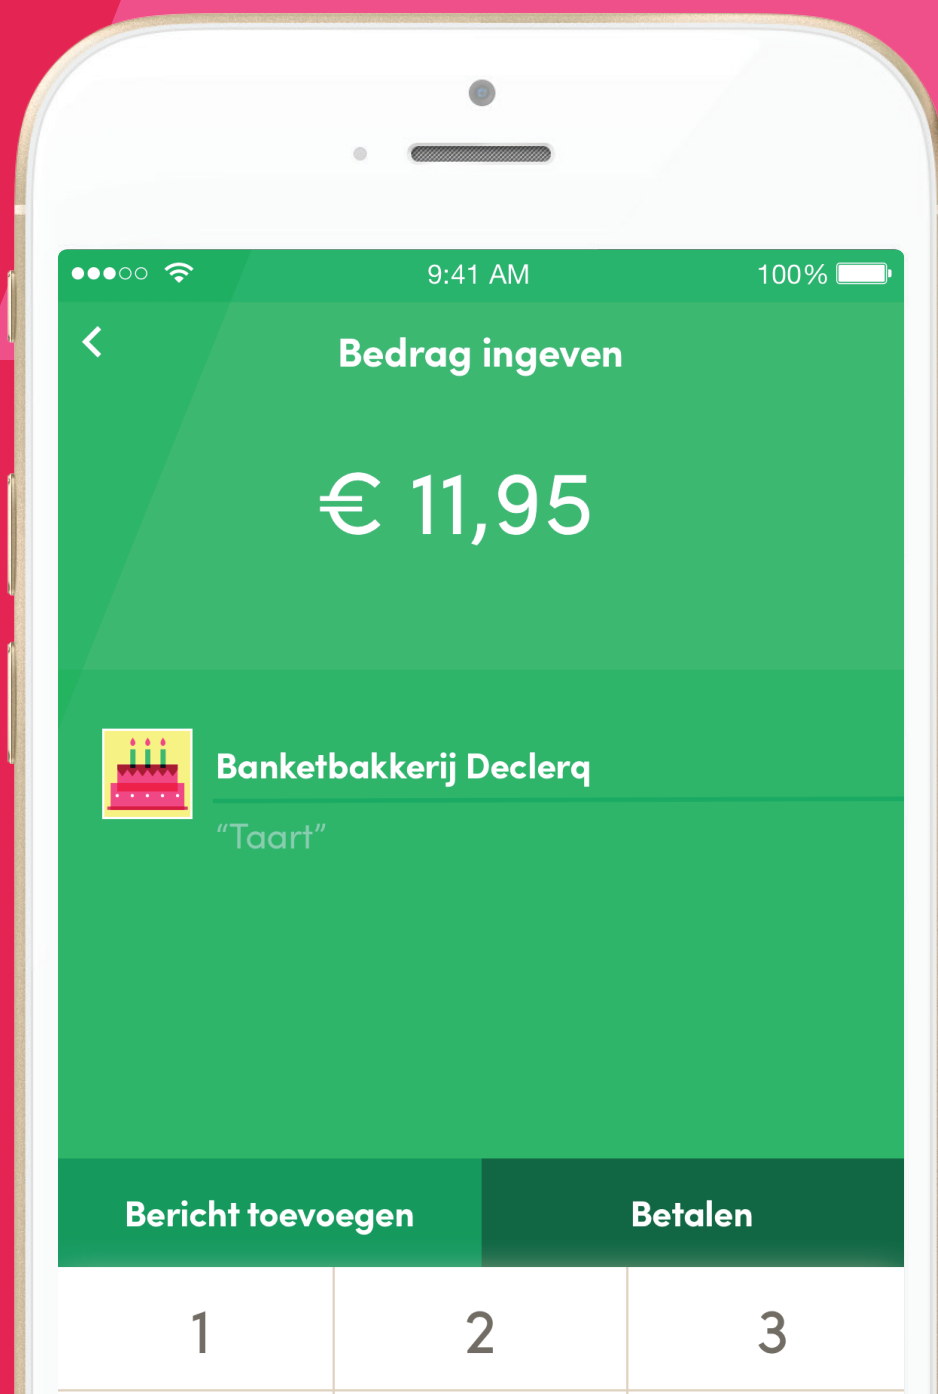 9:41 AM
100%
Bedrag ingeven
€ 11,95
Banketbakkerij Declerq
“Taart”
Bericht toevoegen
Betalen
1 2 3